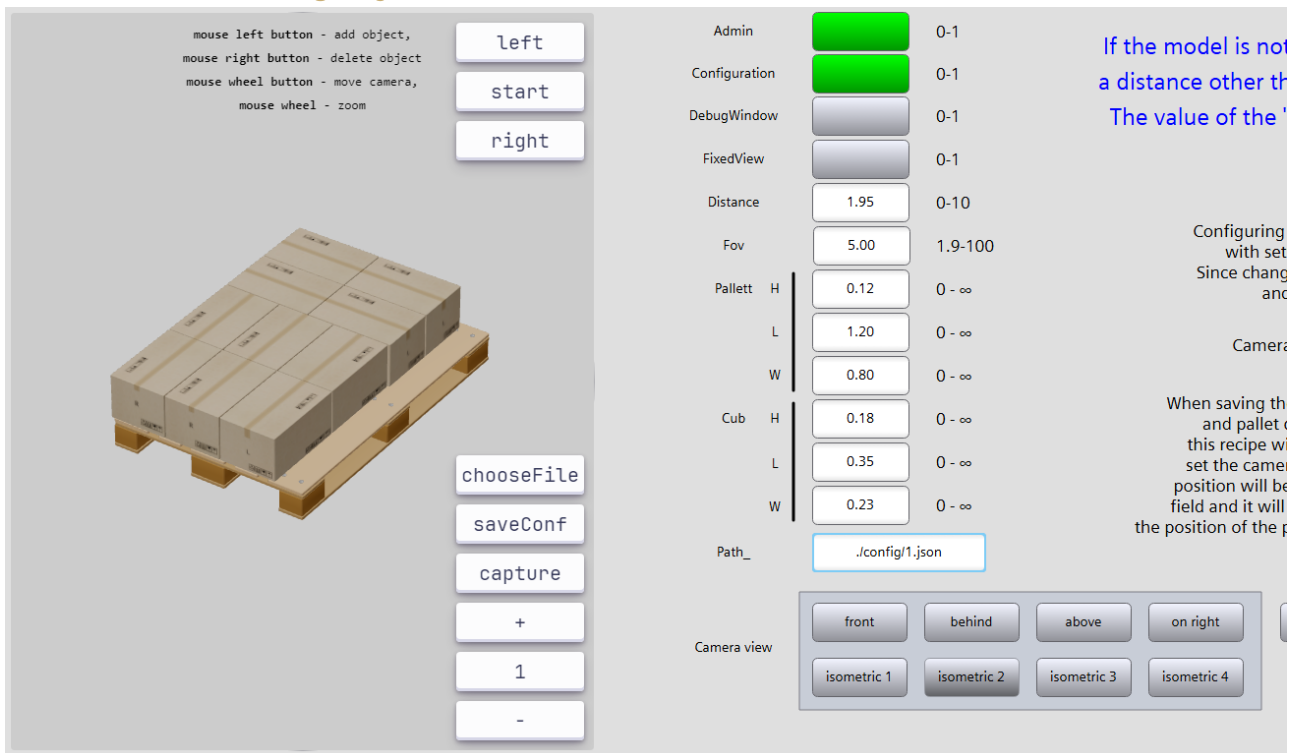 mouse left button - add object,
mouse right button - delete object
mouse wheel button - move camera,
mouse wheel - zoom
left
start
right
chooseFile
saveConf
capture
+
1
-
Admin 0-1
Configuration 0-1
DebugWindow 0-1
FixedView 0-1
Distance 1.95 0-10
Fov 5.00 1.9-100
Pallett H 0.12 0 - ∞
L 1.20 0 - ∞
W 0.80 0 - ∞
Cub H 0.18 0 - ∞
L 0.35 0 - ∞
W 0.23 0 - ∞
Path_ ./config/1.json
Camera view
front behind above on right
isometric 1 isometric 2 isometric 3 isometric 4
If the model is not
a distance other th
The value of the '
Configuring
with set
Since chang
and
Camera
When saving th
and pallet
this recipe wi
set the camer
position will be
field and it will
the position of the p